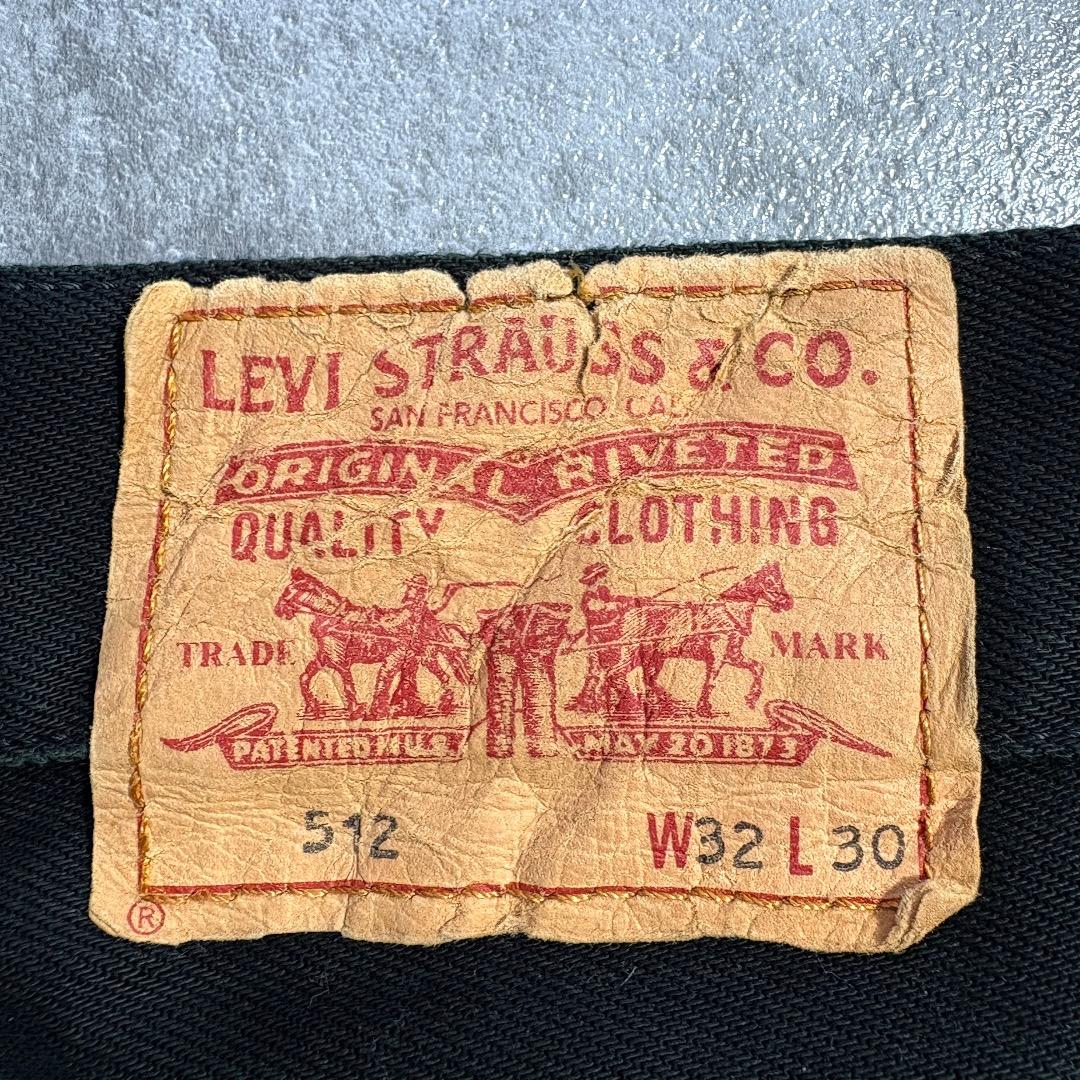 LEVI STRAUSS & CO.
SAN FRANCISCO CAL
ORIGINAL RIVETED
QUALITY CLOTHING
TRADE MARK
PATENTED IN U.S. MAY 20 1873
512 W32 L30
®